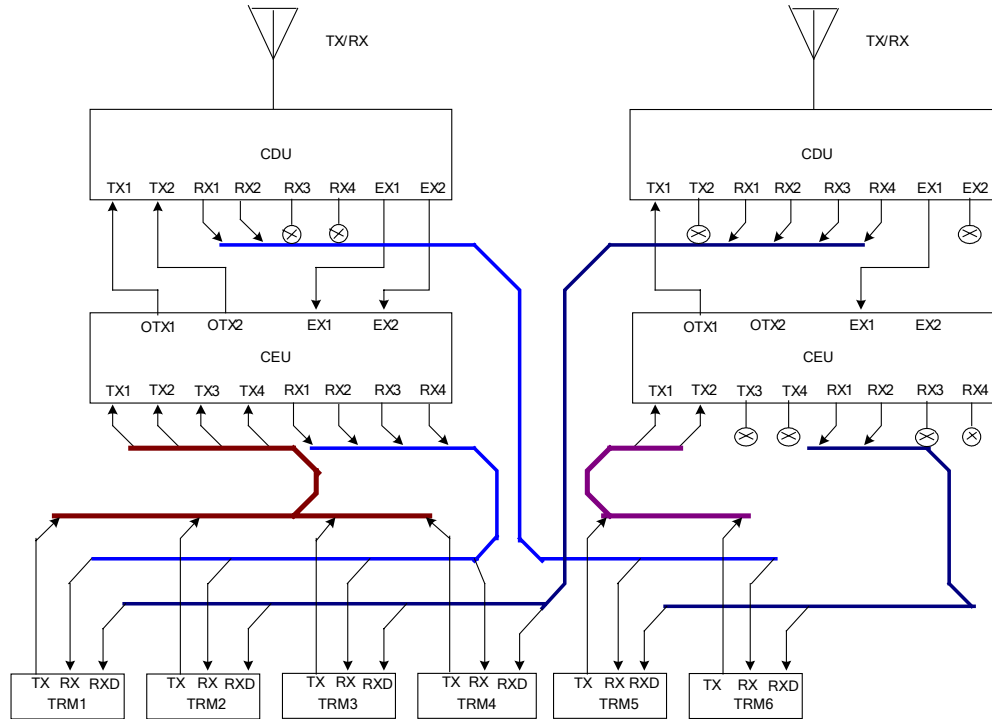 TX/RX TX/RX
CDU CDU
TX1 TX2 RX1 RX2 RX3 RX4 EX1 EX2 TX1 TX2 RX1 RX2 RX3 RX4 EX1 EX2
OTX1 OTX2 EX1 EX2 OTX1 OTX2 EX1 EX2
CEU CEU
TX1 TX2 TX3 TX4 RX1 RX2 RX3 RX4 TX1 TX2 TX3 TX4 RX1 RX2 RX3 RX4
TX RX RXD TX RX RXD TX RX RXD TX RX RXD TX RX RXD TX RX RXD
TRM1 TRM2 TRM3 TRM4 TRM5 TRM6